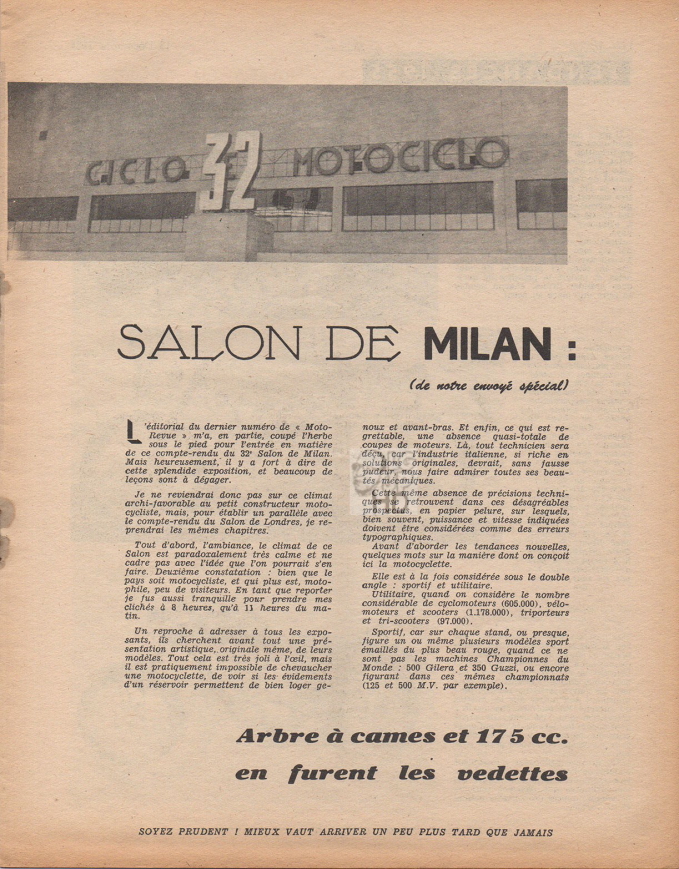 CICLO E MOTOCICLO
32
SALON DE MILAN :
(de notre envoyé spécial)
L'éditorial du dernier numéro de « Moto-
Revue » m'a, en partie, coupé l'herbe
sous le pied pour l'entrée en matière
de ce compte-rendu du 32e Salon de Milan.
Mais heureusement, il y a fort à dire de
cette splendide exposition, et beaucoup de
leçons sont à dégager.
Je ne reviendrai donc pas sur ce climat
archi-favorable au petit constructeur moto-
cycliste, mais, pour établir un parallèle avec
le compte-rendu du Salon de Londres, je re-
prendrai les mêmes chapitres.
Tout d'abord, l'ambiance, le climat de ce
Salon est paradoxalement très calme et ne
cadre pas avec l'idée que l'on pourrait s'en
faire. Deuxième constatation : bien que le
pays soit motocycliste, et qui plus est, moto-
phile, peu de visiteurs. En tant que reporter
je fus aussi tranquille pour prendre mes
clichés à 8 heures, qu'à 11 heures du ma-
tin.
Un reproche à adresser à tous les expo-
sants, ils cherchent avant tout une pré-
sentation artistique, originale même, de leurs
modèles. Tout cela est très joli à l'œil, mais
il est pratiquement impossible de chevaucher
une motocyclette, de voir si les évidements
d'un réservoir permettent de bien loger ge-
noux et avant-bras. Et enfin, ce qui est re-
grettable, une absence quasi-totale de
coupes de moteurs. Là, tout technicien sera
déçu, car l'industrie italienne, si riche en
solutions originales, devrait, sans fausse
pudeur, nous faire admirer toutes ses beau-
tés mécaniques.
Cette même absence de précisions techni-
ques se retrouvent dans ces désagréables
prospectus, en papier pelure, sur lesquels,
bien souvent, puissance et vitesse indiquées
doivent être considérées comme des erreurs
typographiques.
Avant d'aborder les tendances nouvelles,
quelques mots sur la manière dont on conçoit
ici la motocyclette.
Elle est à la fois considérée sous le double
angle : sportif et utilitaire.
Utilitaire, quand on considère le nombre
considérable de cyclomoteurs (605.000), vélo-
moteurs et scooters (1.178.000), triporteurs
et tri-scooters (97.000).
Sportif, car sur chaque stand, ou presque,
figure un ou même plusieurs modèles sport
émaillés du plus beau rouge, quand ce ne
sont pas les machines Championnes du
Monde : 500 Gilera et 350 Guzzi, ou encore
figurant dans ces mêmes championnats
(125 et 500 M.V. par exemple).
Arbre à cames et 175 cc.
en furent les vedettes
SOYEZ PRUDENT ! MIEUX VAUT ARRIVER UN PEU PLUS TARD QUE JAMAIS